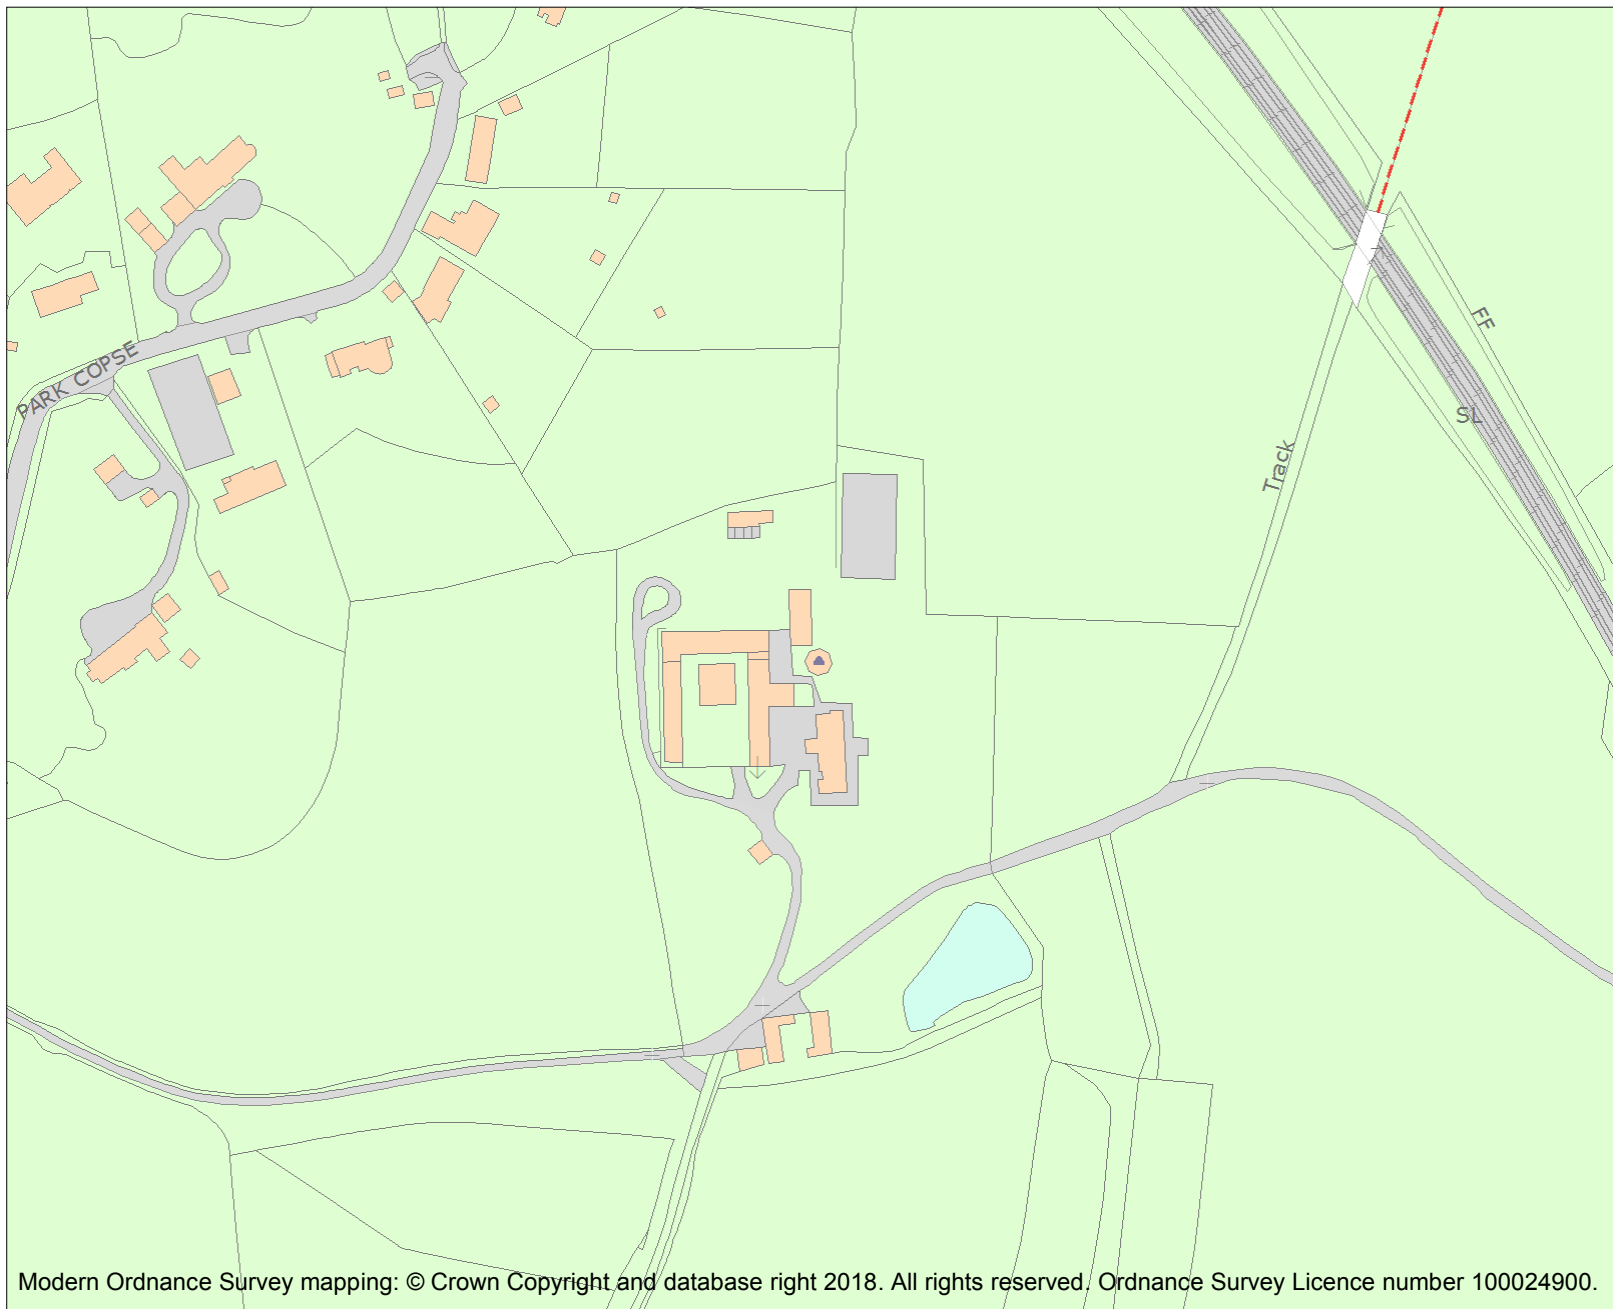 PARK COPSE
FF
SL
Track
Modern Ordnance Survey mapping: © Crown Copyright and database right 2018. All rights reserved. Ordnance Survey Licence number 100024900.